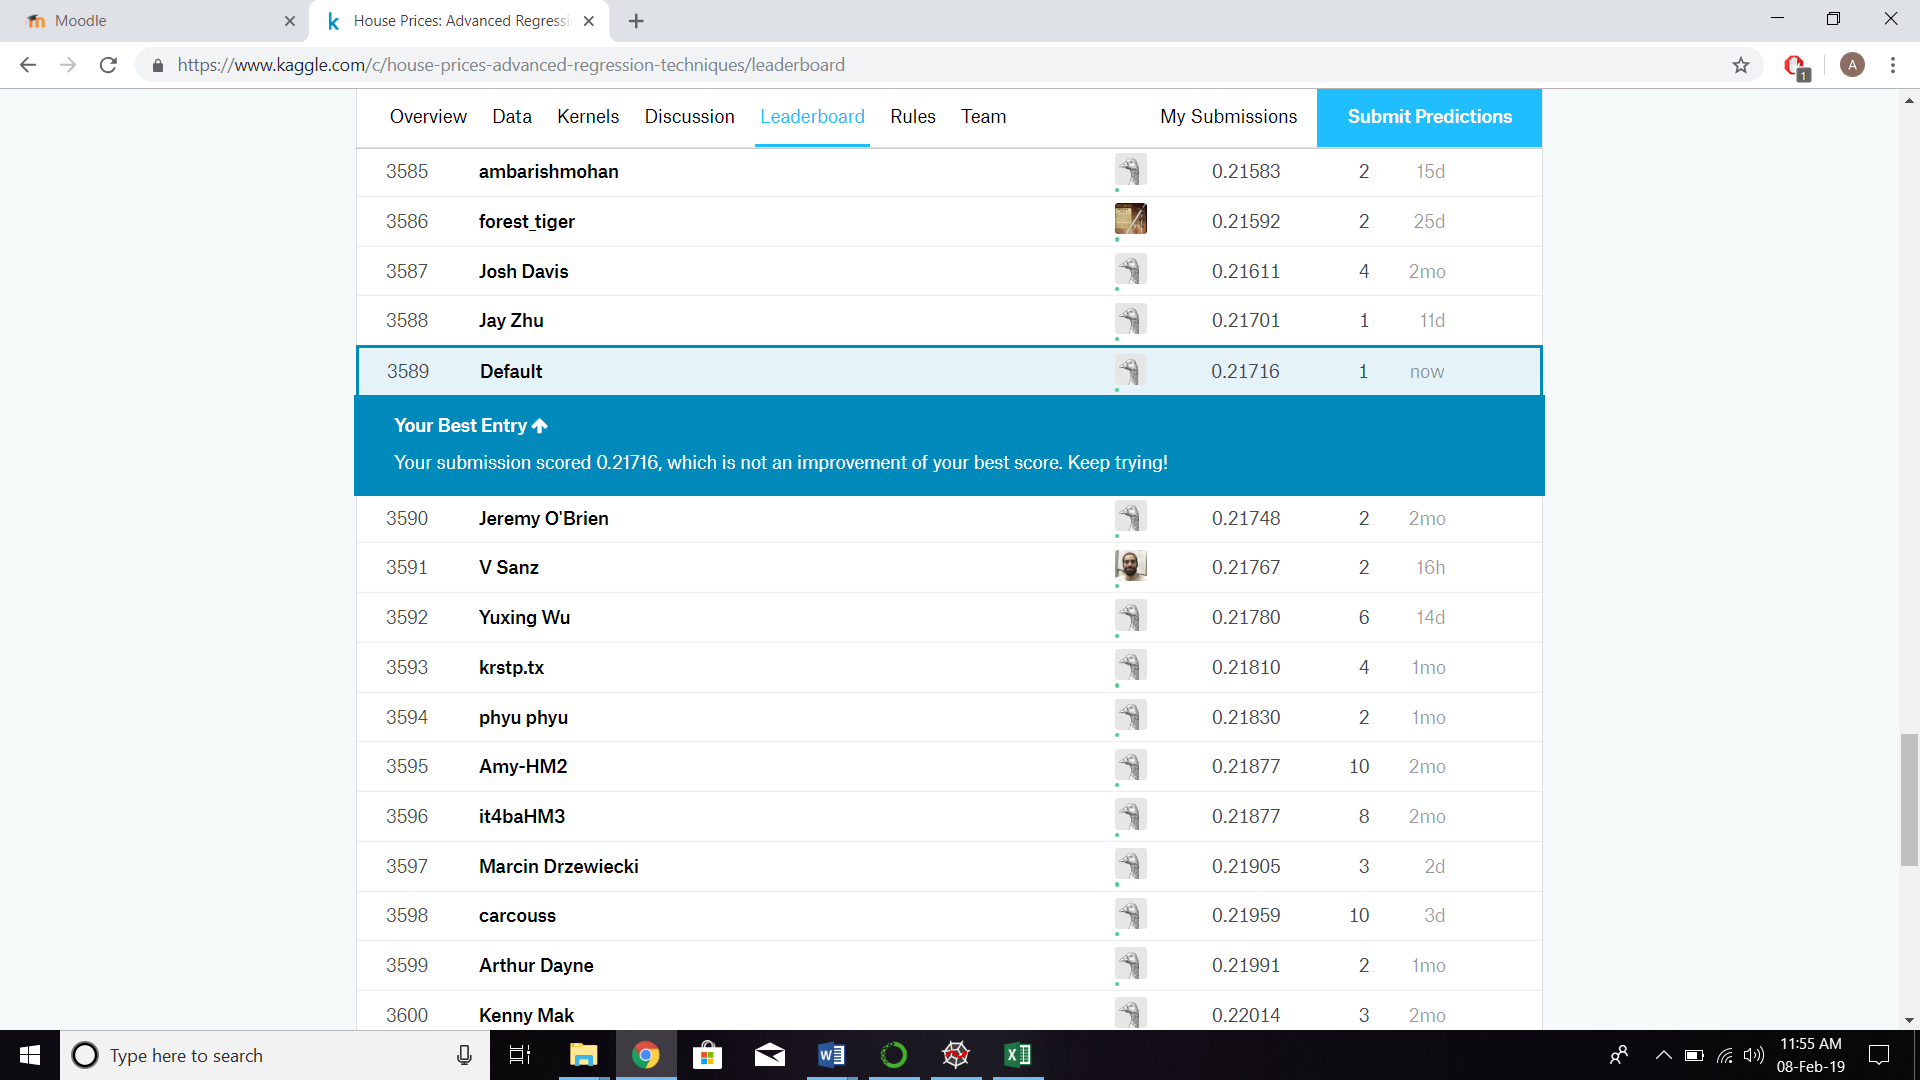 Moodle
House Prices: Advanced Regressi
https://www.kaggle.com/c/house-prices-advanced-regression-techniques/leaderboard
A
1
Overview Data Kernels Discussion Leaderboard Rules Team My Submissions Submit Predictions
3585 ambarishmohan 0.21583 2 15d
3586 forest_tiger 0.21592 2 25d
3587 Josh Davis 0.21611 4 2mo
3588 Jay Zhu 0.21701 1 11d
3589 Default 0.21716 1 now
Your Best Entry
Your submission scored 0.21716, which is not an improvement of your best score. Keep trying!
3590 Jeremy O'Brien 0.21748 2 2mo
3591 V Sanz 0.21767 2 16h
3592 Yuxing Wu 0.21780 6 14d
3593 krstp.tx 0.21810 4 1mo
3594 phyu phyu 0.21830 2 1mo
3595 Amy-HM2 0.21877 10 2mo
3596 it4baHM3 0.21877 8 2mo
3597 Marcin Drzewiecki 0.21905 3 2d
3598 carcouss 0.21959 10 3d
3599 Arthur Dayne 0.21991 2 1mo
3600 Kenny Mak 0.22014 3 2mo
Type here to search
11:55 AM
08-Feb-19